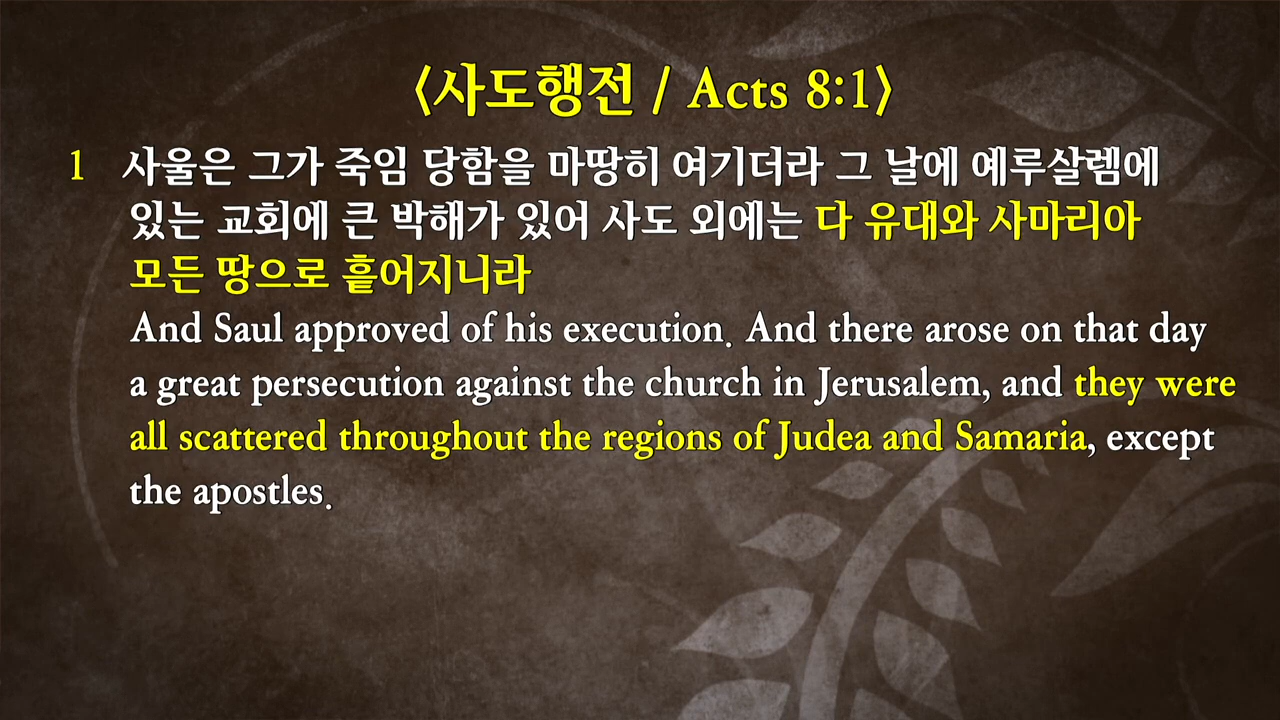 〈사도행전 / Acts 8:1〉
1 사울은 그가 죽임 당함을 마땅히 여기더라 그 날에 예루살렘에
있는 교회에 큰 박해가 있어 사도 외에는 다 유대와 사마리아
모든 땅으로 흩어지니라
And Saul approved of his execution. And there arose on that day
a great persecution against the church in Jerusalem, and they were
all scattered throughout the regions of Judea and Samaria, except
the apostles.